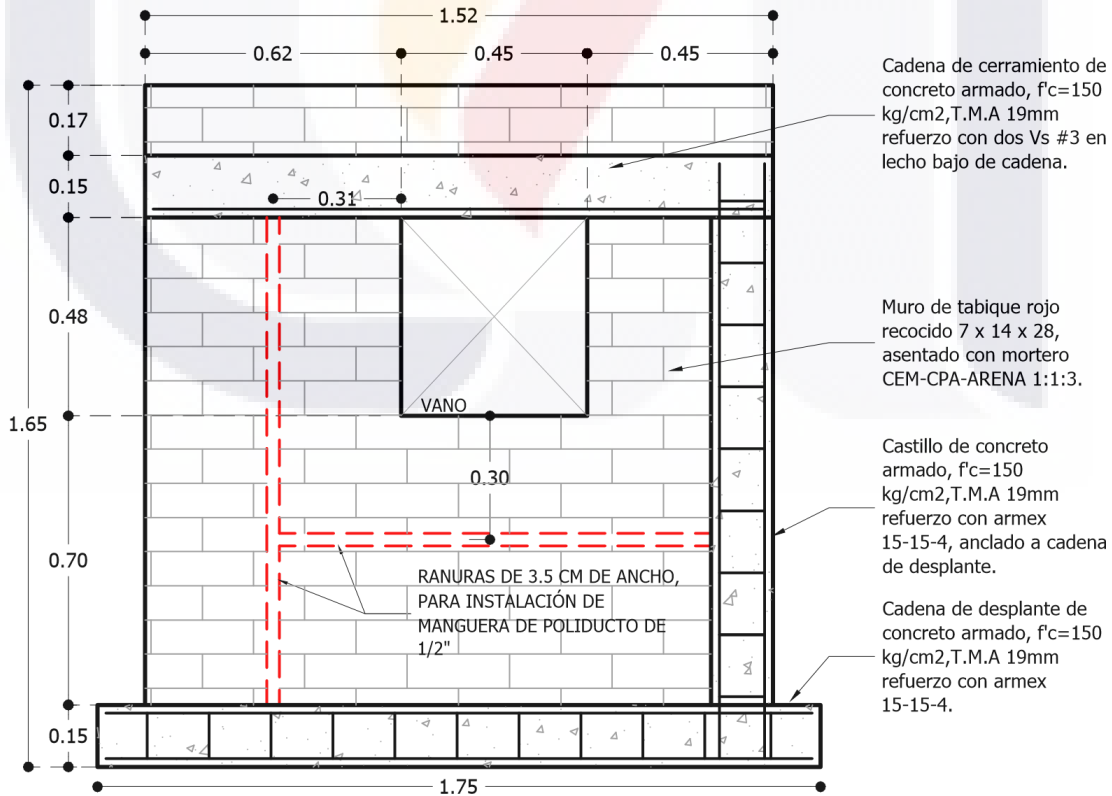 1.52
0.62
0.45
0.45
0.17
0.15
0.31
0.48
1.65
VANO
0.30
0.70
RANURAS DE 3.5 CM DE ANCHO,
PARA INSTALACIÓN DE
MANGUERA DE POLIDUCTO DE
1/2"
0.15
1.75
Cadena de cerramiento de
concreto armado, f'c=150
kg/cm2,T.M.A 19mm
refuerzo con dos Vs #3 en
lecho bajo de cadena.
Muro de tabique rojo
recocido 7 x 14 x 28,
asentado con mortero
CEM-CPA-ARENA 1:1:3.
Castillo de concreto
armado, f'c=150
kg/cm2,T.M.A 19mm
refuerzo con armex
15-15-4, anclado a cadena
de desplante.
Cadena de desplante de
concreto armado, f'c=150
kg/cm2,T.M.A 19mm
refuerzo con armex
15-15-4.